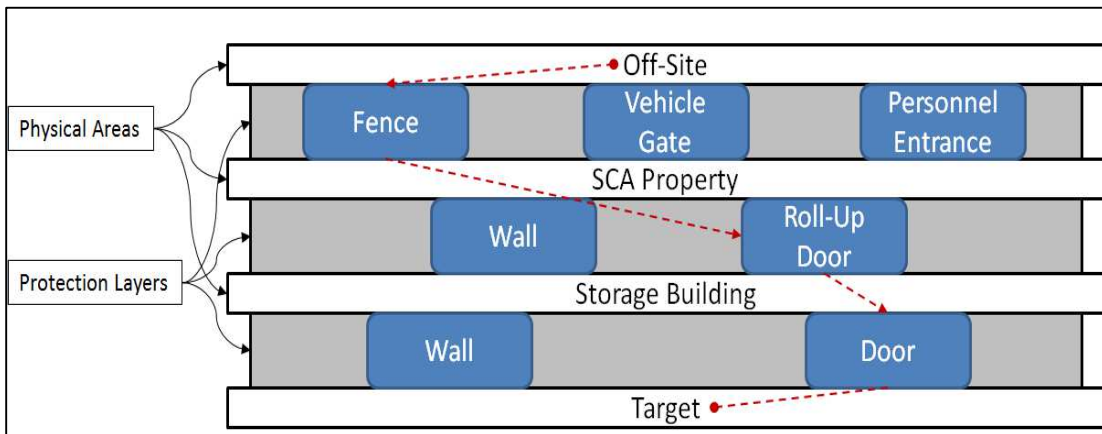 Off-Site
Fence
Vehicle
Gate
Personnel
Entrance
Physical Areas
SCA Property
Wall
Roll-Up
Door
Protection Layers
Storage Building
Wall
Door
Target